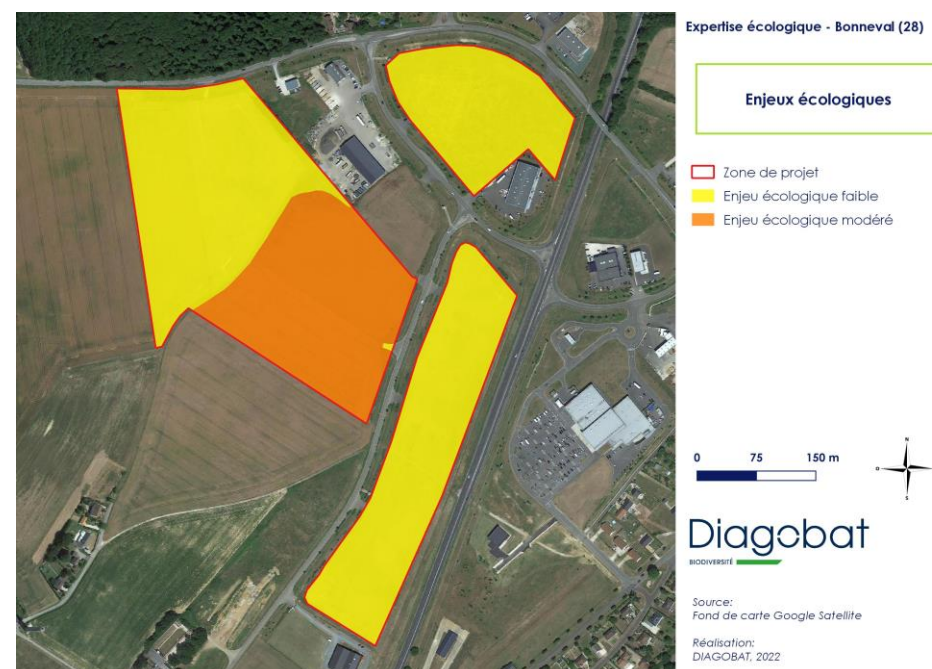 Expertise écologique - Bonneval (28)
Enjeux écologiques
Zone de projet
Enjeu écologique faible
Enjeu écologique modéré
0 75 150 m
N
O
S
Diagobat
BIODIVERSITÉ
Source:
Fond de carte Google Satellite
Réalisation:
DIAGOBAT, 2022